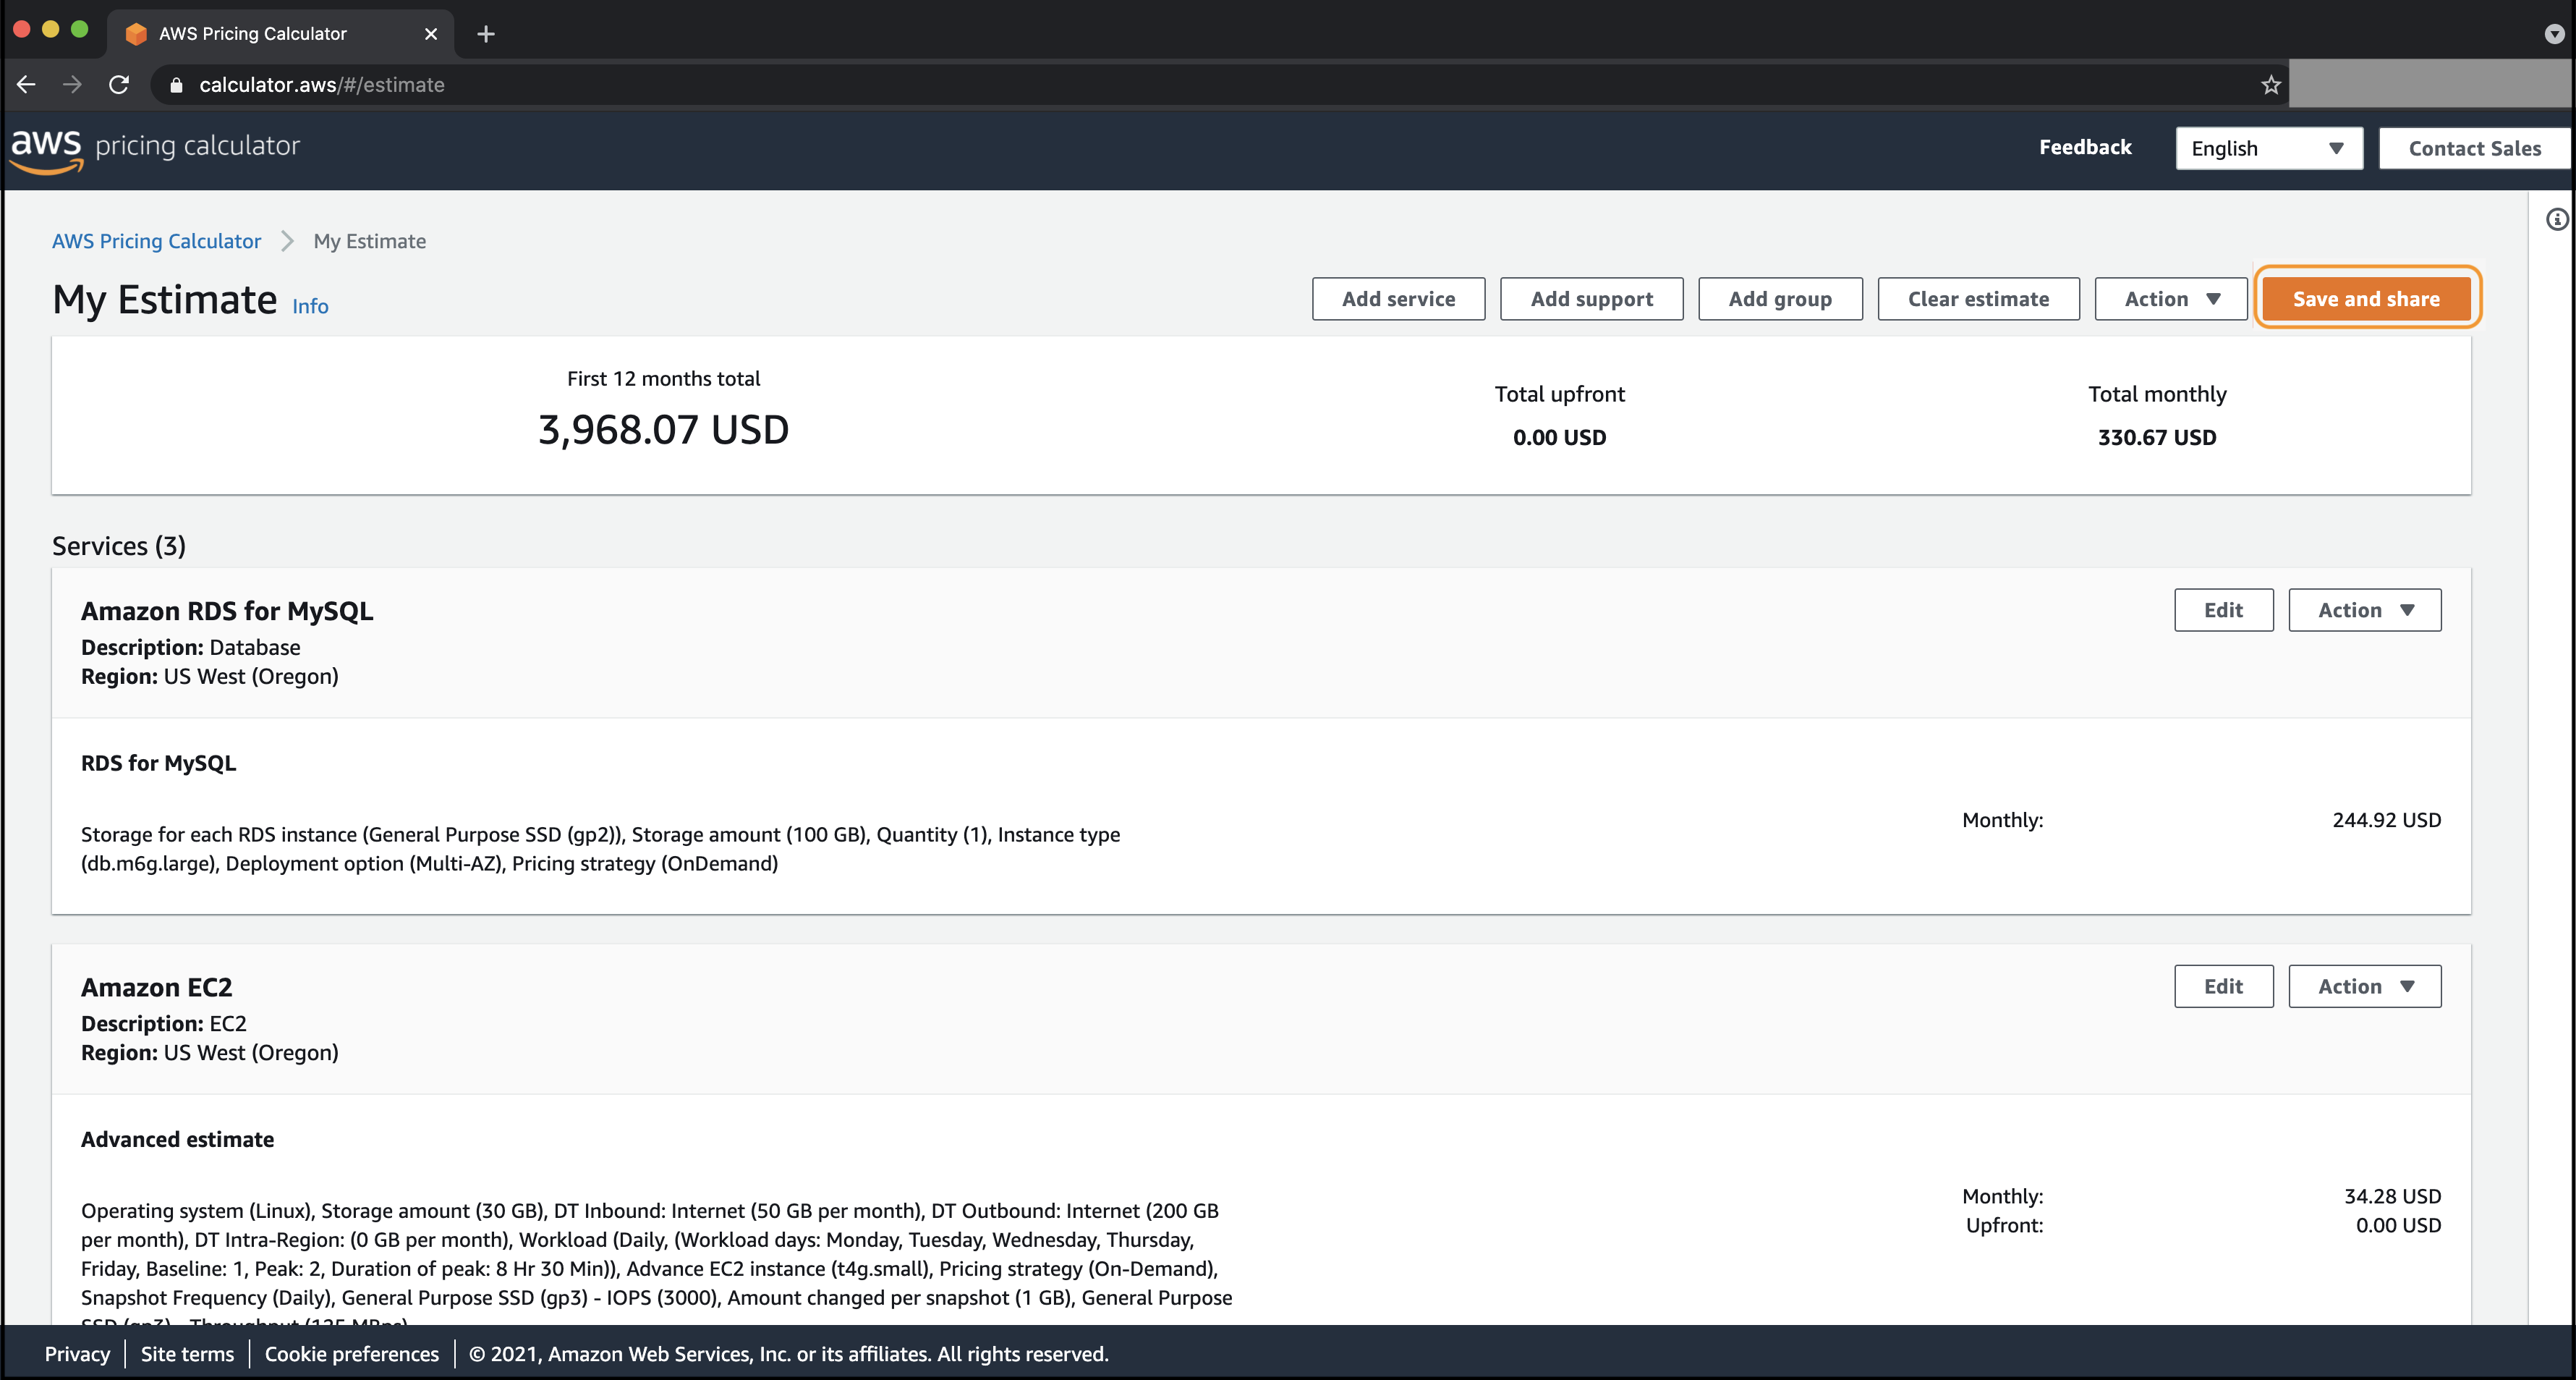 AWS Pricing Calculator
calculator.aws/#/estimate
aws pricing calculator
Feedback
English
Contact Sales
AWS Pricing Calculator > My Estimate
My Estimate Info
Add service
Add support
Add group
Clear estimate
Action
Save and share
First 12 months total
3,968.07 USD
Total upfront
0.00 USD
Total monthly
330.67 USD
Services (3)
Amazon RDS for MySQL
Description: Database
Region: US West (Oregon)
Edit
Action
RDS for MySQL
Storage for each RDS instance (General Purpose SSD (gp2)), Storage amount (100 GB), Quantity (1), Instance type
(db.m6g.large), Deployment option (Multi-AZ), Pricing strategy (OnDemand)
Monthly: 244.92 USD
Amazon EC2
Description: EC2
Region: US West (Oregon)
Edit
Action
Advanced estimate
Operating system (Linux), Storage amount (30 GB), DT Inbound: Internet (50 GB per month), DT Outbound: Internet (200 GB
per month), DT Intra-Region: (0 GB per month), Workload (Daily, (Workload days: Monday, Tuesday, Wednesday, Thursday,
Friday, Baseline: 1, Peak: 2, Duration of peak: 8 Hr 30 Min)), Advance EC2 instance (t4g.small), Pricing strategy (On-Demand),
Snapshot Frequency (Daily), General Purpose SSD (gp3) - IOPS (3000), Amount changed per snapshot (1 GB), General Purpose
SSD (gp3) - Throughput (125 MBps)
Monthly: 34.28 USD
Upfront: 0.00 USD
Privacy | Site terms | Cookie preferences | © 2021, Amazon Web Services, Inc. or its affiliates. All rights reserved.